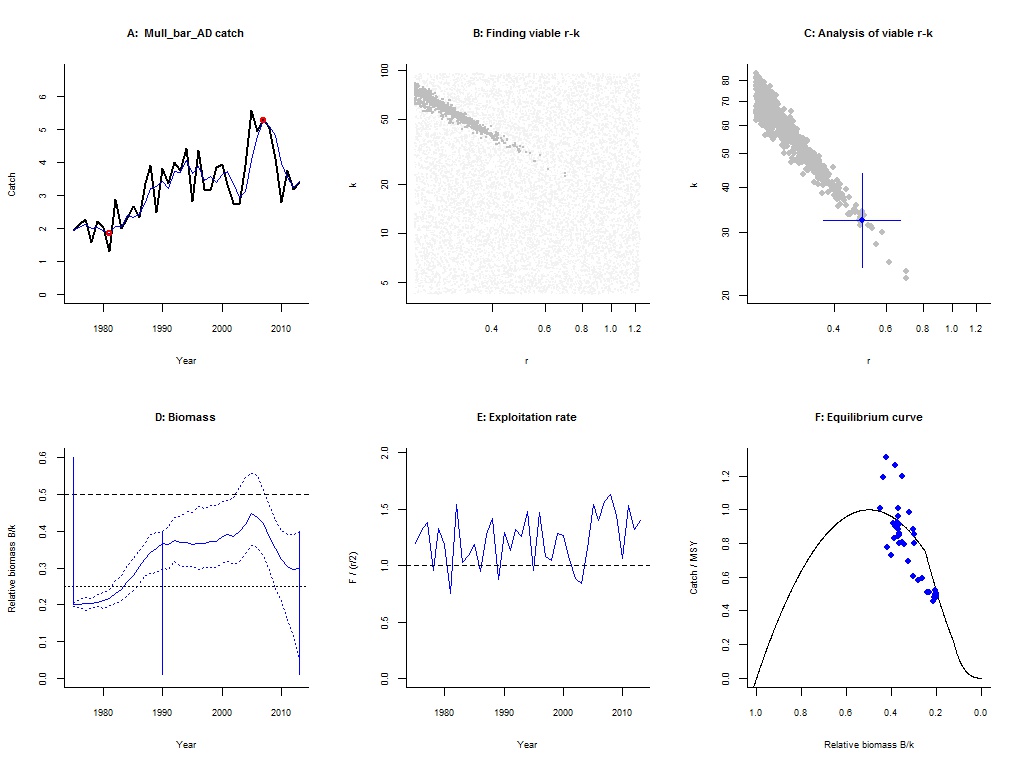 A: Mull_bar_AD catch
B: Finding viable r-k
C: Analysis of viable r-k
Catch
0 1 2 3 4 5 6
1980 1990 2000 2010
Year
k
5 10 20 50 100
0.4 0.6 0.8 1.0 1.2
r
k
20 30 40 50 60 70 80
0.4 0.6 0.8 1.0 1.2
r
D: Biomass
E: Exploitation rate
F: Equilibrium curve
Relative biomass B/k
0.0 0.1 0.2 0.3 0.4 0.5 0.6
1980 1990 2000 2010
Year
F / (r/2)
0.0 0.5 1.0 1.5 2.0
1980 1990 2000 2010
Year
Catch / MSY
0.0 0.2 0.4 0.6 0.8 1.0 1.2
1.0 0.8 0.6 0.4 0.2 0.0
Relative biomass B/k